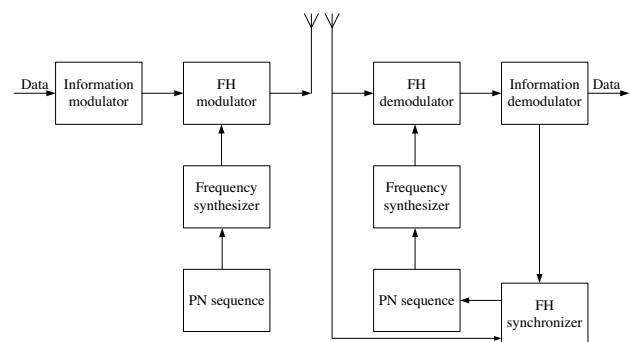 Data
Information
modulator
FH
modulator
FH
demodulator
Information
demodulator
Data
Frequency
synthesizer
Frequency
synthesizer
PN sequence
PN sequence
FH
synchronizer